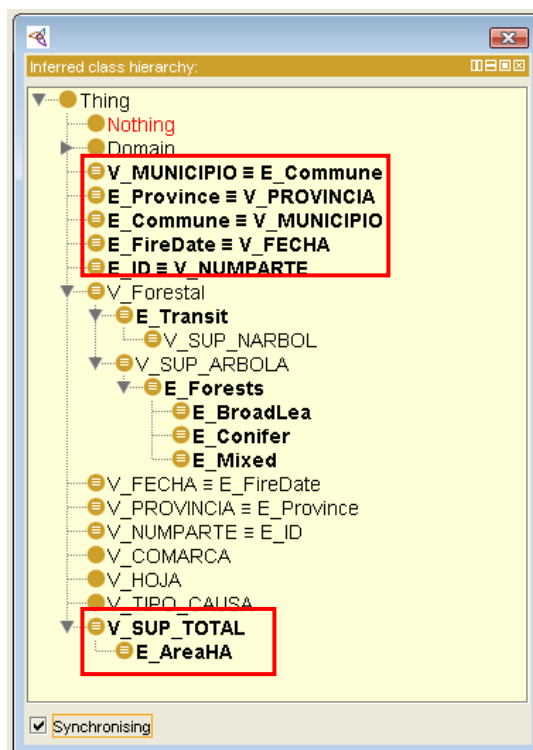 Inferred class hierarchy:
Thing
Nothing
Domain
V_MUNICIPIO ≡ E_Commune
E_Province ≡ V_PROVINCIA
E_Commune ≡ V_MUNICIPIO
E_FireDate ≡ V_FECHA
E_ID ≡ V_NUMPARTE
V_Forestal
E_Transit
V_SUP_NARBOL
V_SUP_ARBOLA
E_Forests
E_BroadLea
E_Conifer
E_Mixed
V_FECHA ≡ E_FireDate
V_PROVINCIA ≡ E_Province
V_NUMPARTE ≡ E_ID
V_COMARCA
V_HOJA
V_TIPO_CAUSA
V_SUP_TOTAL
E_AreaHA
Synchronising